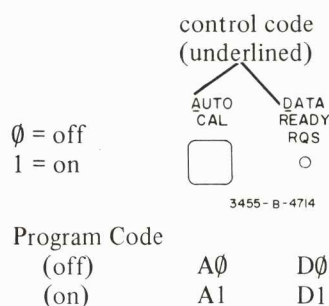 control code
(underlined)
AUTO DATA
CAL READY
RQS
Ø = off
1 = on
3455-B-4714
Program Code
(off) AØ DØ
(on) A1 D1